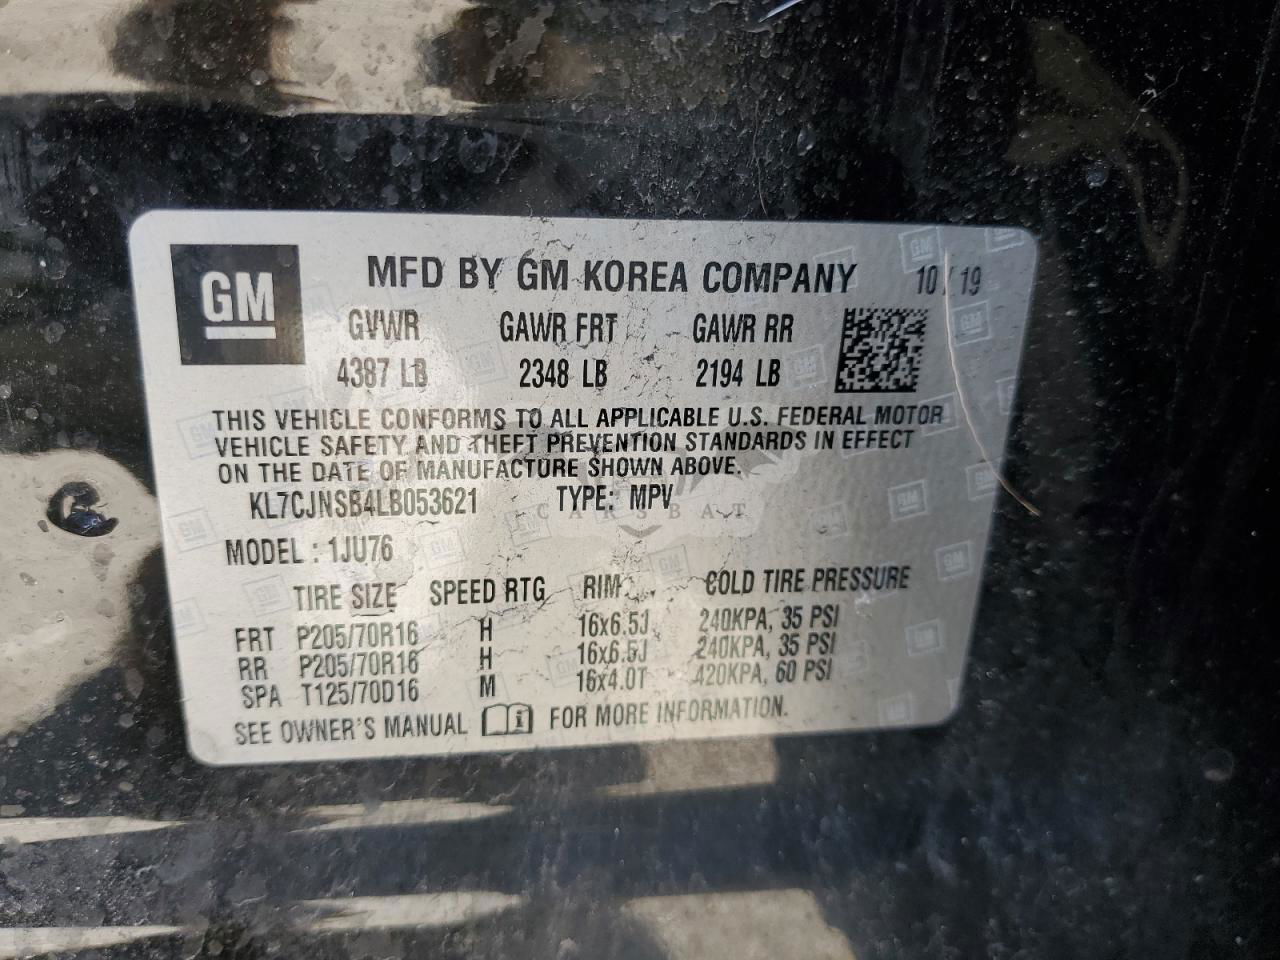 GM
MFD BY GM KOREA COMPANY 10/19
GVWR GAWR FRT GAWR RR
4387 LB 2348 LB 2194 LB
THIS VEHICLE CONFORMS TO ALL APPLICABLE U.S. FEDERAL MOTOR
VEHICLE SAFETY AND THEFT PREVENTION STANDARDS IN EFFECT
ON THE DATE OF MANUFACTURE SHOWN ABOVE.
KL7CJNSB4LB053621 TYPE: MPV
CARSBAT
MODEL : 1JU76
TIRE SIZE SPEED RTG RIM COLD TIRE PRESSURE
FRT P205/70R16 H 16x6.5J 240KPA, 35 PSI
RR P205/70R16 H 16x6.5J 240KPA, 35 PSI
SPA T125/70D16 M 16x4.0T 420KPA, 60 PSI
SEE OWNER'S MANUAL FOR MORE INFORMATION.